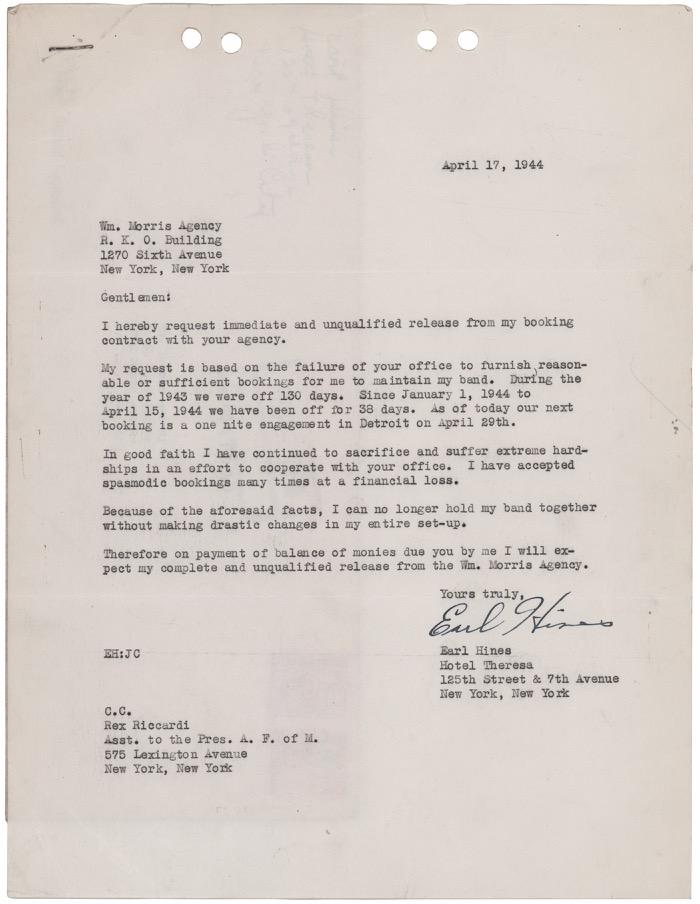 April 17, 1944
Wm. Morris Agency
R. K. O. Building
1270 Sixth Avenue
New York, New York
Gentlemen:
I hereby request immediate and unqualified release from my booking
contract with your agency.
My request is based on the failure of your office to furnish reason-
able or sufficient bookings for me to maintain my band. During the
year of 1943 we were off 130 days. Since January 1, 1944 to
April 15, 1944 we have been off for 38 days. As of today our next
booking is a one nite engagement in Detroit on April 29th.
In good faith I have continued to sacrifice and suffer extreme hard-
ships in an effort to cooperate with your office. I have accepted
spasmodic bookings many times at a financial loss.
Because of the aforesaid facts, I can no longer hold my band together
without making drastic changes in my entire set-up.
Therefore on payment of balance of monies due you by me I will ex-
pect my complete and unqualified release from the Wm. Morris Agency.
Yours truly,
Earl Hines
EH:JC
Earl Hines
Hotel Theresa
125th Street & 7th Avenue
New York, New York
C.C.
Rex Riccardi
Asst. to the Pres. A. F. of M.
575 Lexington Avenue
New York, New York